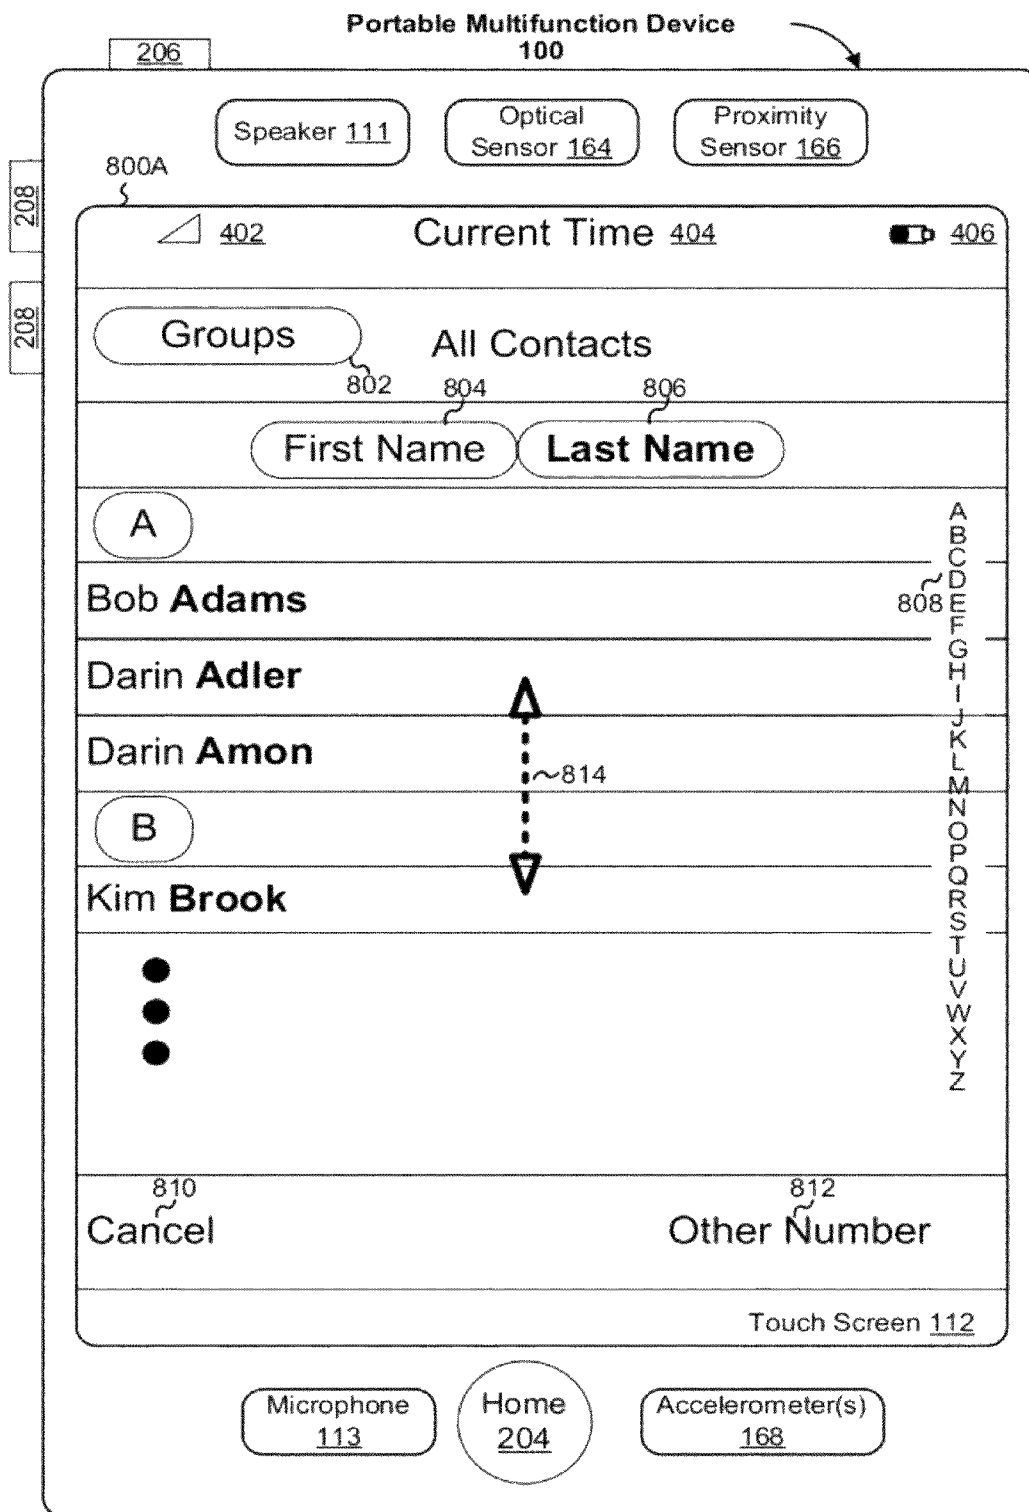 Portable Multifunction Device
100
206
Speaker 111
Optical
Sensor 164
Proximity
Sensor 166
800A
208
208
402
Current Time 404
406
Groups
All Contacts
802
804
806
First Name
Last Name
A
Bob Adams
Darin Adler
Darin Amon
B
Kim Brook
814
808
A
B
C
D
E
F
G
H
I
J
K
L
M
N
O
P
Q
R
S
T
U
V
W
X
Y
Z
810
812
Cancel
Other Number
Touch Screen 112
Microphone
113
Home
204
Accelerometer(s)
168